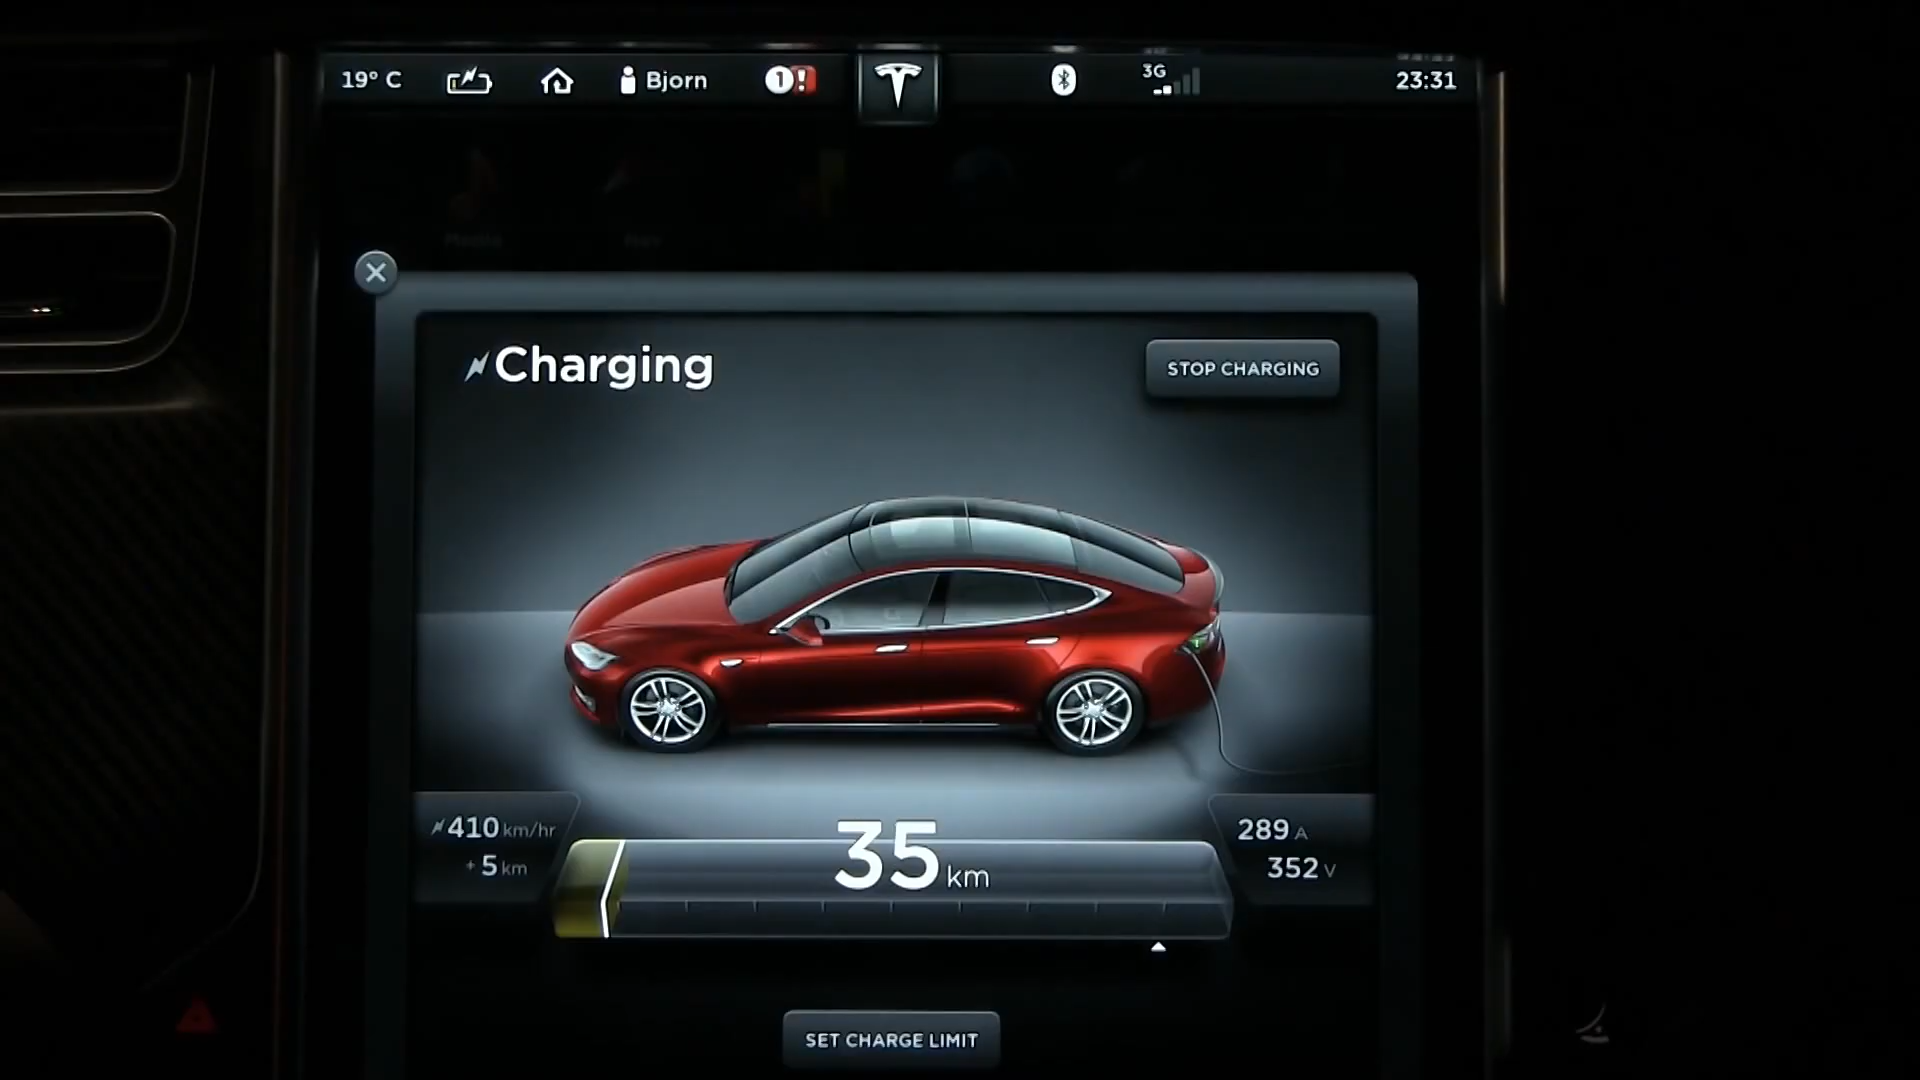 19° C
Bjorn
1!
3G
23:31
Charging
STOP CHARGING
410 km/hr
+ 5 km
35 km
289 A
352 V
SET CHARGE LIMIT